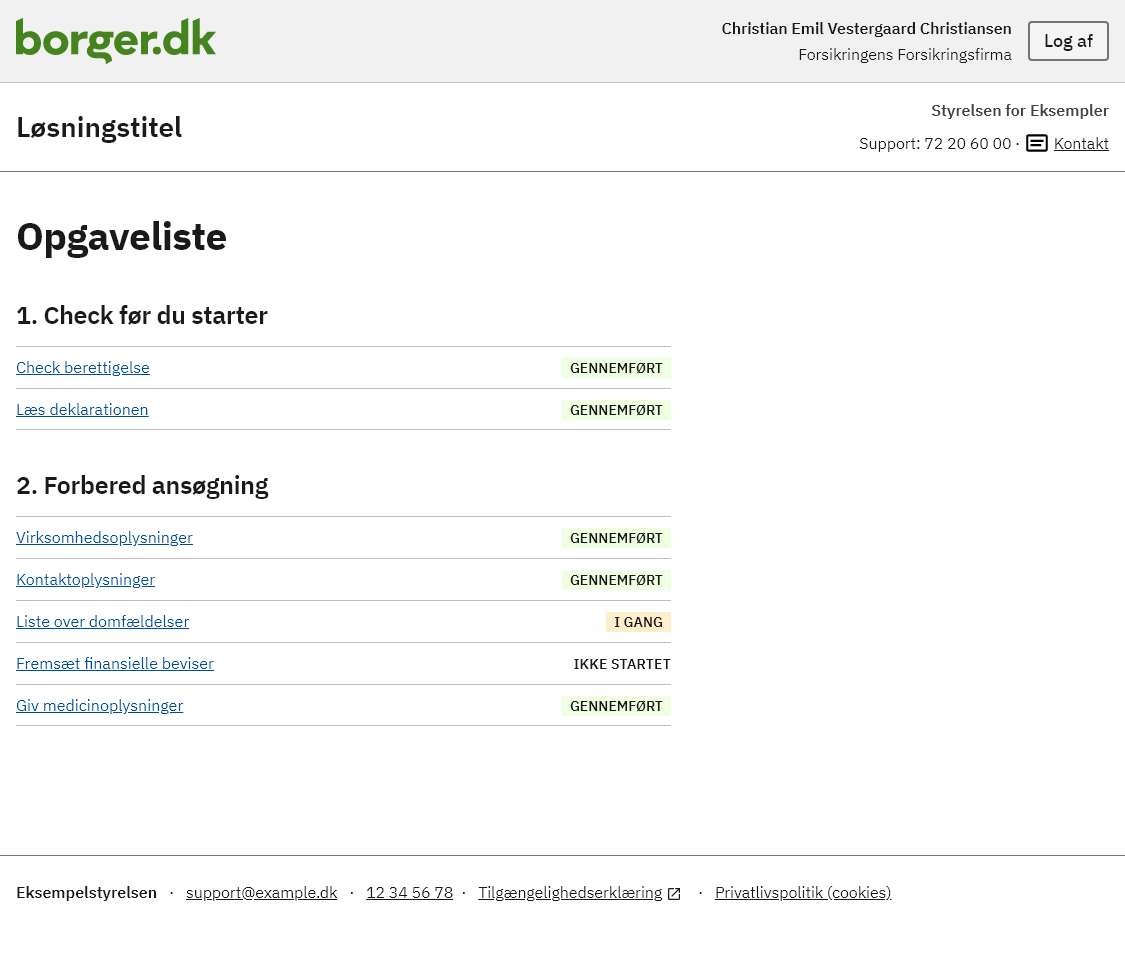 borger.dk
Christian Emil Vestergaard Christiansen
Forsikringens Forsikringsfirma
Log af
Løsningstitel
Styrelsen for Eksempler
Support: 72 20 60 00 · Kontakt
Opgaveliste
1. Check før du starter
Check berettigelse GENNEMFØRT
Læs deklarationen GENNEMFØRT
2. Forbered ansøgning
Virksomhedsoplysninger GENNEMFØRT
Kontaktoplysninger GENNEMFØRT
Liste over domfældelser I GANG
Fremsæt finansielle beviser IKKE STARTET
Giv medicinoplysninger GENNEMFØRT
Eksempelstyrelsen · support@example.dk · 12 34 56 78 · Tilgængelighedserklæring · Privatlivspolitik (cookies)